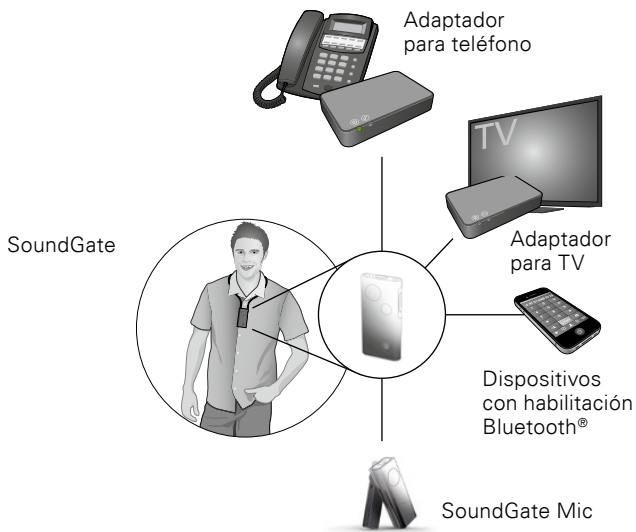 Adaptador
para teléfono
TV
SoundGate
Adaptador
para TV
Dispositivos
con habilitación
Bluetooth®
SoundGate Mic